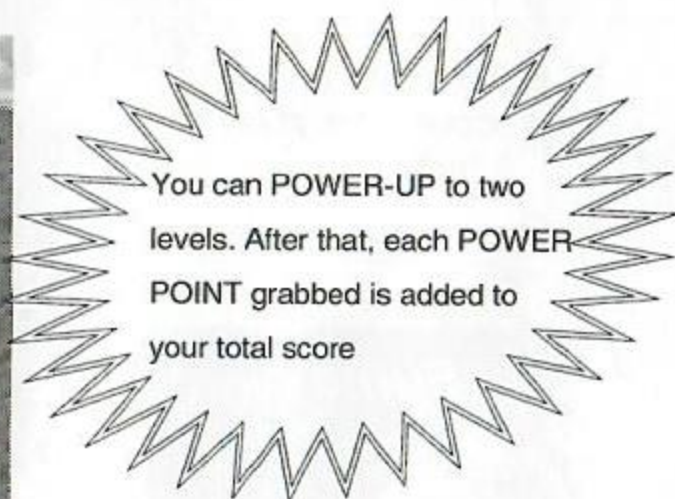 You can POWER-UP to two
levels. After that, each POWER
POINT grabbed is added to
your total score